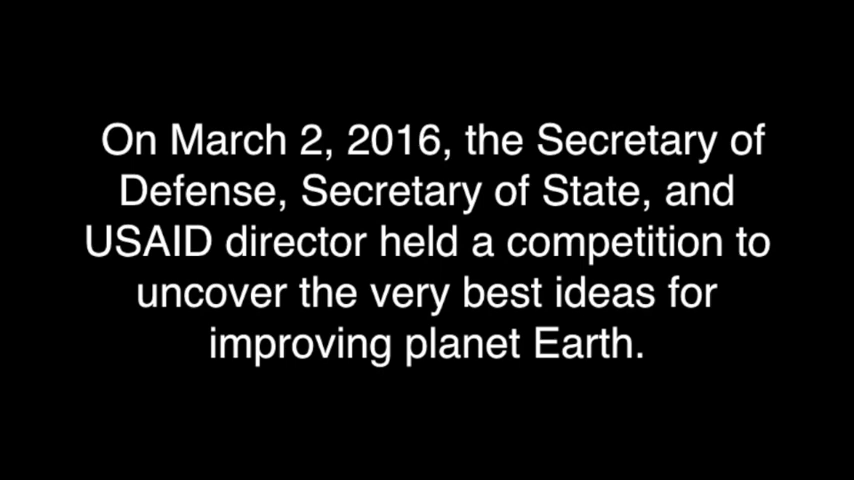 On March 2, 2016, the Secretary of
Defense, Secretary of State, and
USAID director held a competition to
uncover the very best ideas for
improving planet Earth.